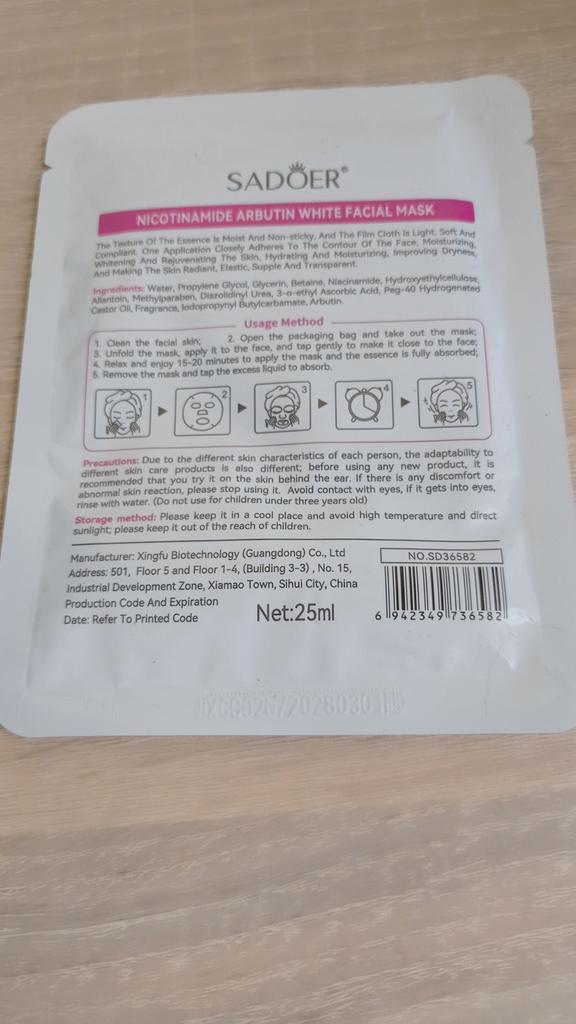 SADOER®
NICOTINAMIDE ARBUTIN WHITE FACIAL MASK
The Texture Of The Essence Is Moist And Non-sticky, And The Film Cloth Is Light, Soft And
Compliant. One Application Closely Adheres To The Contour Of The Face, Moisturizing,
Whitening And Rejuvenating The Skin, Hydrating And Moisturizing, Improving Dryness,
And Making The Skin Radiant, Elastic, Supple And Transparent.
Ingredients: Water, Propylene Glycol, Glycerin, Betaine, Niacinamide, Hydroxyethylcellulose,
Allantoin, Methylparaben, Diazolidinyl Urea, 3-o-ethyl Ascorbic Acid, Peg-40 Hydrogenated
Castor Oil, Fragrance, Iodopropynyl Butylcarbamate, Arbutin.
Usage Method
1. Clean the facial skin; 2. Open the packaging bag and take out the mask;
3. Unfold the mask, apply it to the face, and tap gently to make it close to the face;
4. Relax and enjoy 15-20 minutes to apply the mask and the essence is fully absorbed;
5. Remove the mask and tap the excess liquid to absorb.
1 2 3 4 5
Precautions: Due to the different skin characteristics of each person, the adaptability to
different skin care products is also different; before using any new product, it is
recommended that you try it on the skin behind the ear. If there is any discomfort or
abnormal skin reaction, please stop using it. Avoid contact with eyes, if it gets into eyes,
rinse with water. (Do not use for children under three years old)
Storage method: Please keep it in a cool place and avoid high temperature and direct
sunlight; please keep it out of the reach of children.
Manufacturer: Xingfu Biotechnology (Guangdong) Co., Ltd
Address: 501, Floor 5 and Floor 1-4, (Building 3-3) , No. 15,
Industrial Development Zone, Xiamao Town, Sihui City, China
Production Code And Expiration
Date: Refer To Printed Code
Net:25ml
NO.SD36582
6 942349 736582